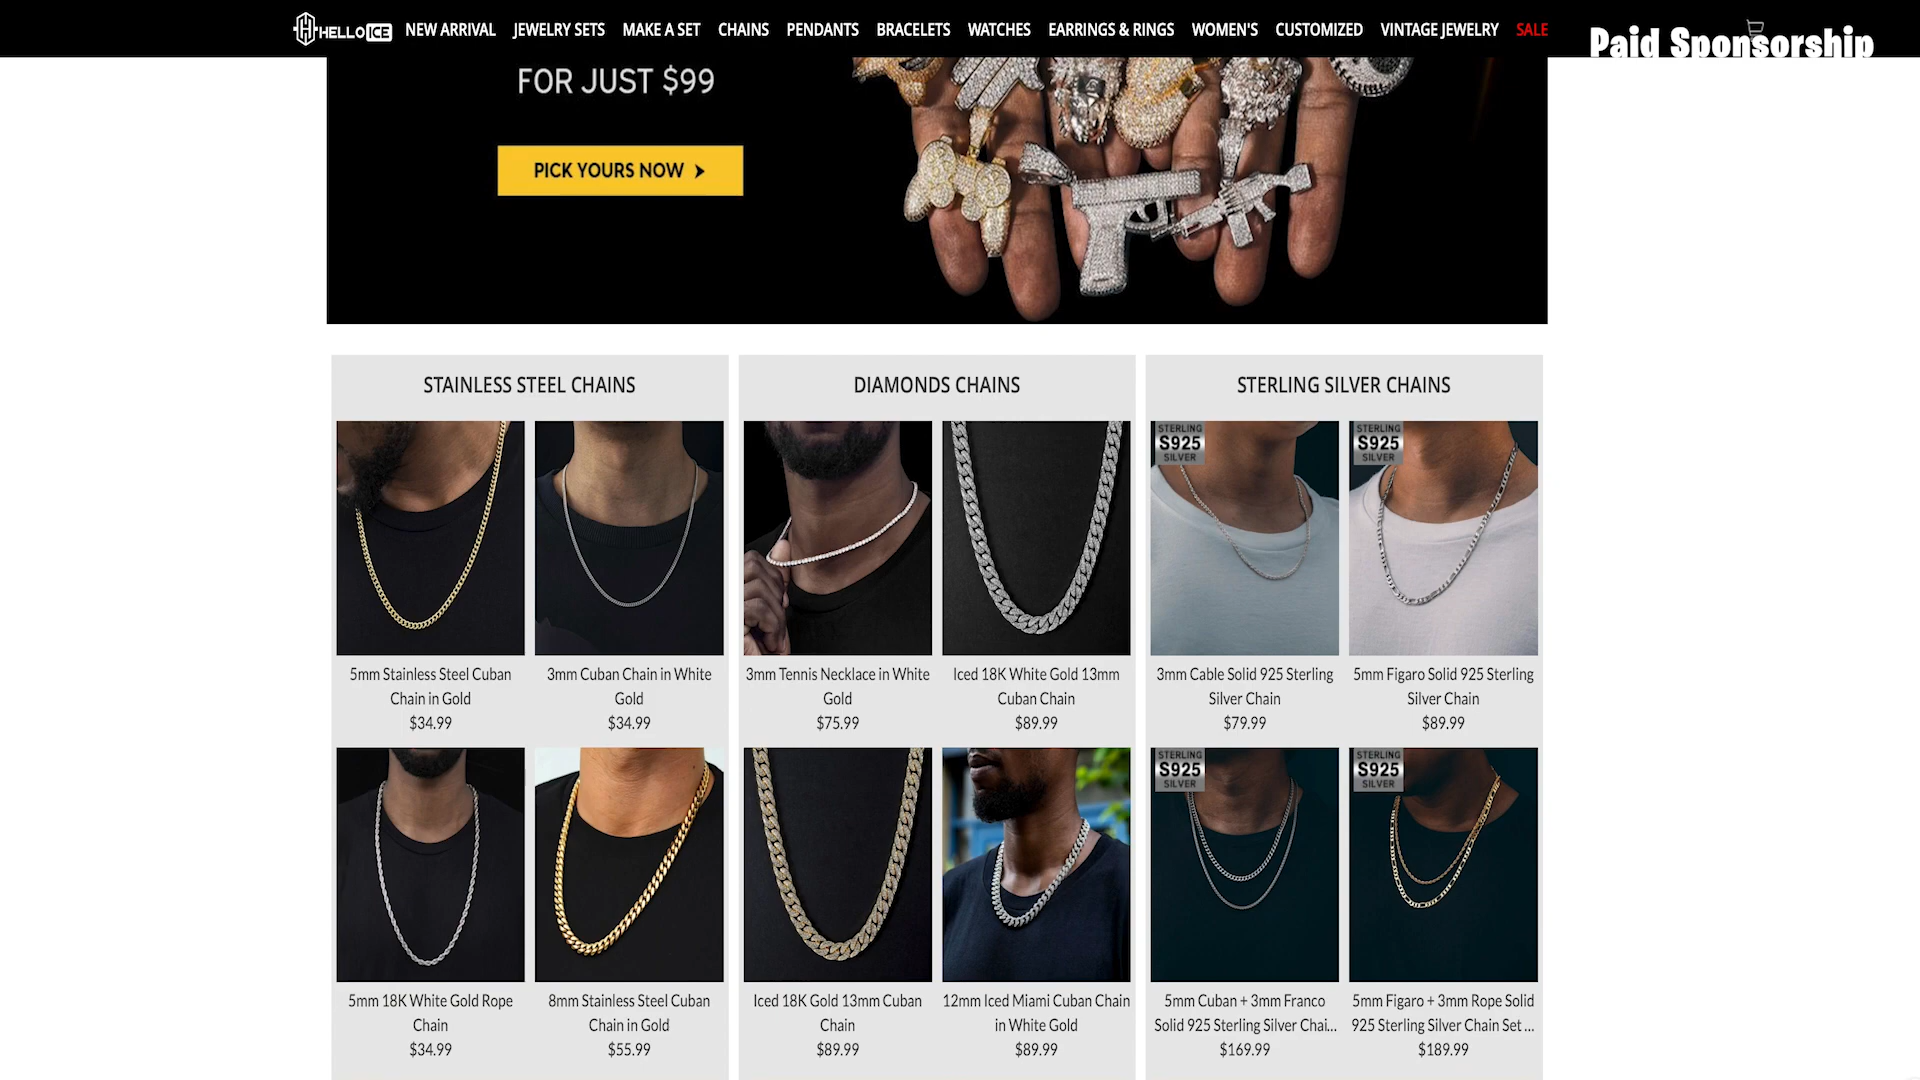 HELLOICE NEW ARRIVAL JEWELRY SETS MAKE A SET CHAINS PENDANTS BRACELETS WATCHES EARRINGS & RINGS WOMEN'S CUSTOMIZED VINTAGE JEWELRY SALE
Paid Sponsorship
FOR JUST $99
PICK YOURS NOW
STAINLESS STEEL CHAINS
5mm Stainless Steel Cuban
Chain in Gold
$34.99
3mm Cuban Chain in White
Gold
$34.99
5mm 18K White Gold Rope
Chain
$34.99
8mm Stainless Steel Cuban
Chain in Gold
$55.99
DIAMONDS CHAINS
3mm Tennis Necklace in White
Gold
$75.99
Iced 18K White Gold 13mm
Cuban Chain
$89.99
Iced 18K Gold 13mm Cuban
Chain
$89.99
12mm Iced Miami Cuban Chain
in White Gold
$89.99
STERLING SILVER CHAINS
STERLING
S925
SILVER
3mm Cable Solid 925 Sterling
Silver Chain
$79.99
STERLING
S925
SILVER
5mm Figaro Solid 925 Sterling
Silver Chain
$89.99
STERLING
S925
SILVER
5mm Cuban + 3mm Franco
Solid 925 Sterling Silver Chai...
$169.99
STERLING
S925
SILVER
5mm Figaro + 3mm Rope Solid
925 Sterling Silver Chain Set ...
$189.99